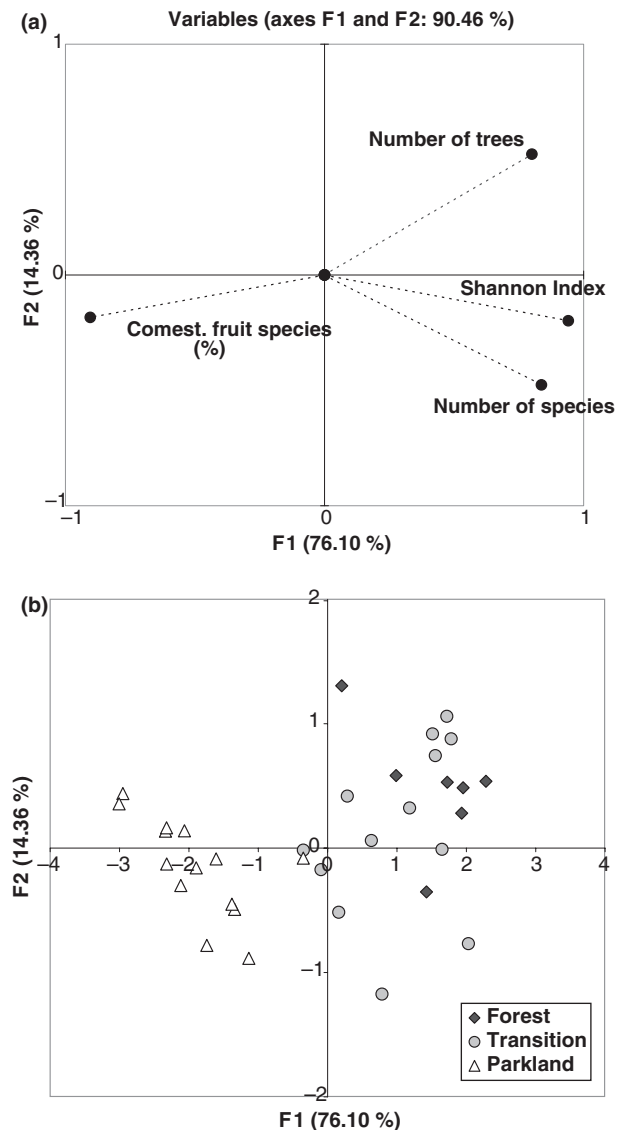 (a)
Variables (axes F1 and F2: 90.46 %)
1
Number of trees
F2 (14.36 %)
0
Shannon Index
Comest. fruit species
(%)
Number of species
–1
–1
0
1
F1 (76.10 %)
(b)
2
1
F2 (14.36 %)
0
–4
–3
–2
–1
0
1
2
3
4
–1
Forest
Transition
Parkland
–2
F1 (76.10 %)